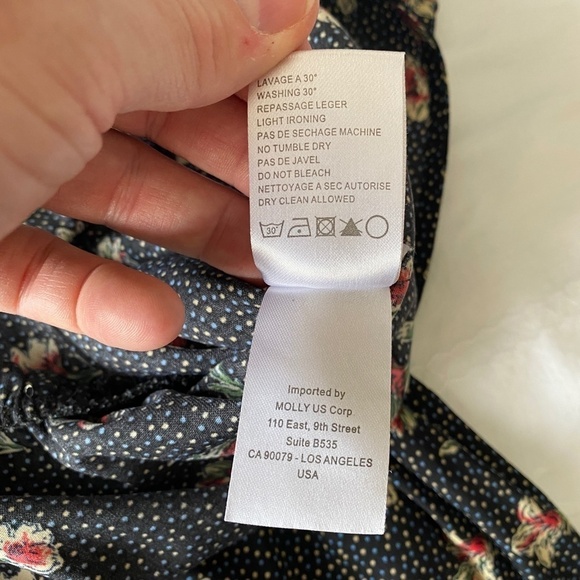 LAVAGE A 30°
WASHING 30°
REPASSAGE LEGER
LIGHT IRONING
PAS DE SECHAGE MACHINE
NO TUMBLE DRY
PAS DE JAVEL
DO NOT BLEACH
NETTOYAGE A SEC AUTORISE
DRY CLEAN ALLOWED
30°
Imported by
MOLLY US Corp
110 East, 9th Street
Suite B535
CA 90079 - LOS ANGELES
USA